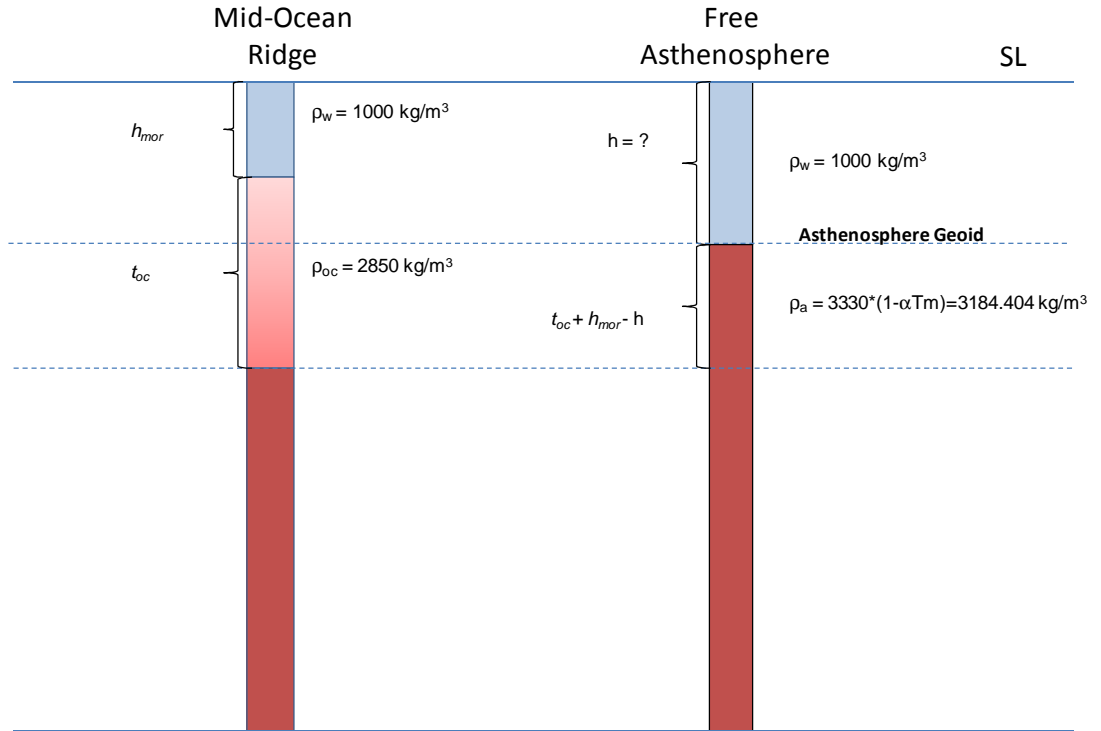 Mid-Ocean
Ridge
Free
Asthenosphere
SL
h_mor
ρw = 1000 kg/m³
h = ?
ρw = 1000 kg/m³
Asthenosphere Geoid
t_oc
ρoc = 2850 kg/m³
t_oc + h_mor - h
ρa = 3330*(1-αTm)=3184.404 kg/m³